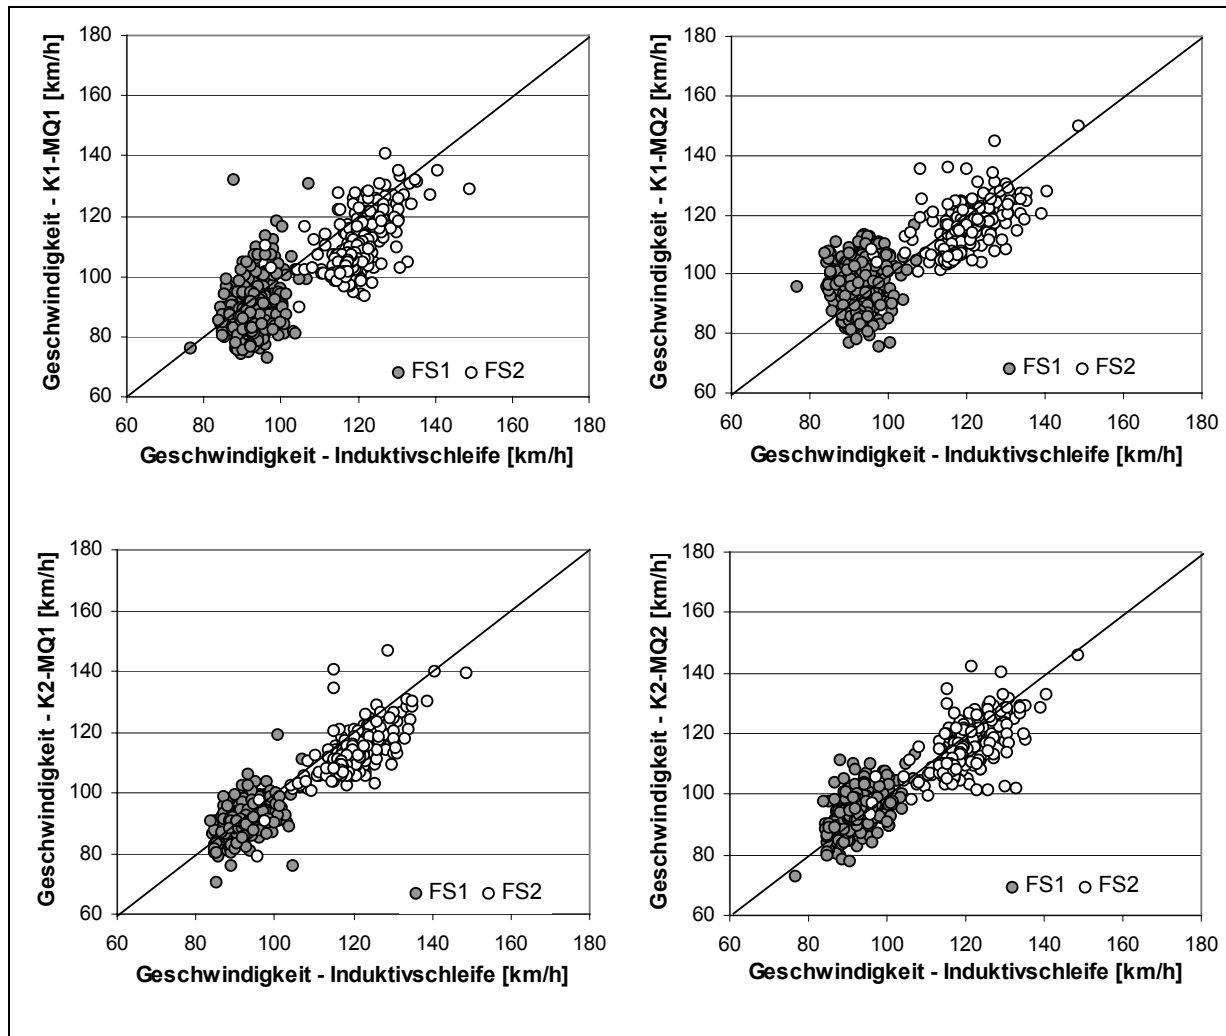 Geschwindigkeit - K1-MQ1 [km/h]
180
160
140
120
100
80
60
FS1 FS2
60 80 100 120 140 160 180
Geschwindigkeit - Induktivschleife [km/h]
Geschwindigkeit - K1-MQ2 [km/h]
180
160
140
120
100
80
60
FS1 FS2
60 80 100 120 140 160 180
Geschwindigkeit - Induktivschleife [km/h]
Geschwindigkeit - K2-MQ1 [km/h]
180
160
140
120
100
80
60
FS1 FS2
60 80 100 120 140 160 180
Geschwindigkeit - Induktivschleife [km/h]
Geschwindigkeit - K2-MQ2 [km/h]
180
160
140
120
100
80
60
FS1 FS2
60 80 100 120 140 160 180
Geschwindigkeit - Induktivschleife [km/h]